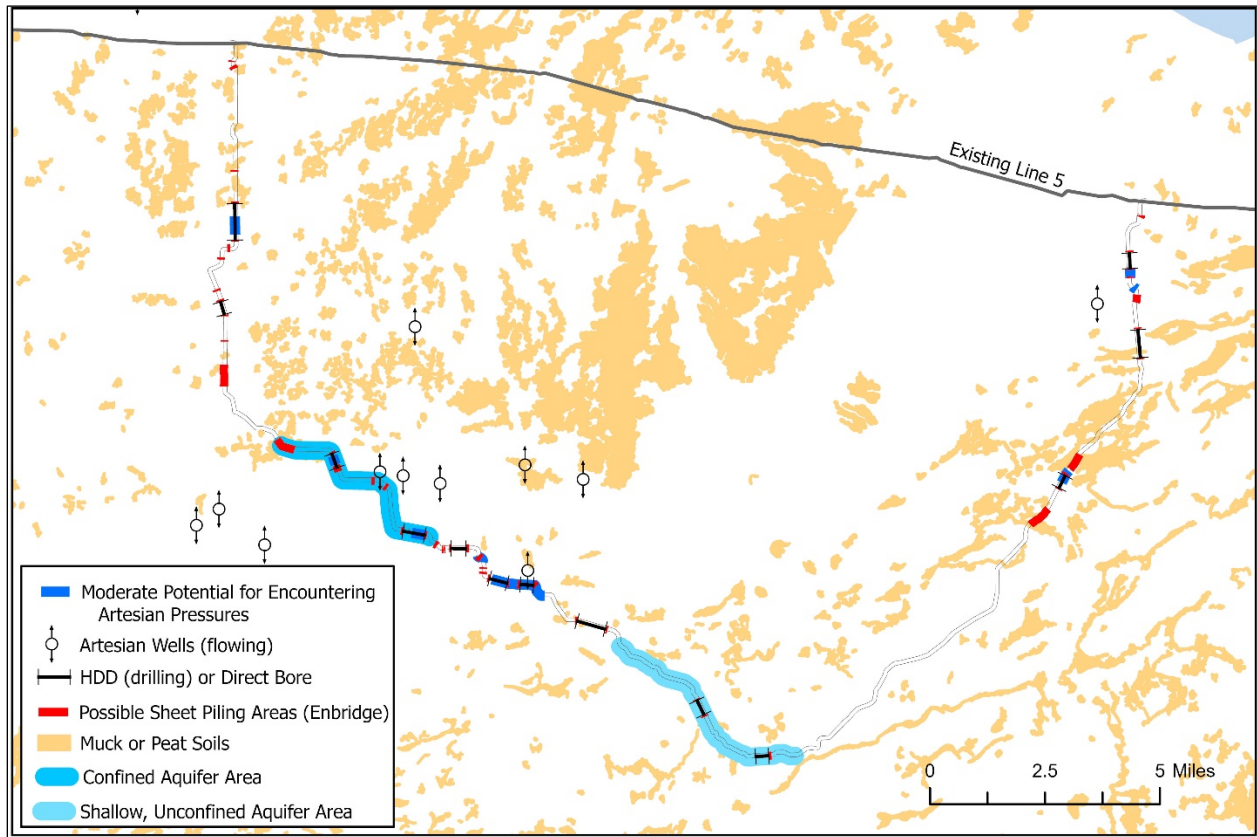 Existing Line 5
Moderate Potential for Encountering
Artesian Pressures
Artesian Wells (flowing)
HDD (drilling) or Direct Bore
Possible Sheet Piling Areas (Enbridge)
Muck or Peat Soils
Confined Aquifer Area
Shallow, Unconfined Aquifer Area
0 2.5 5 Miles